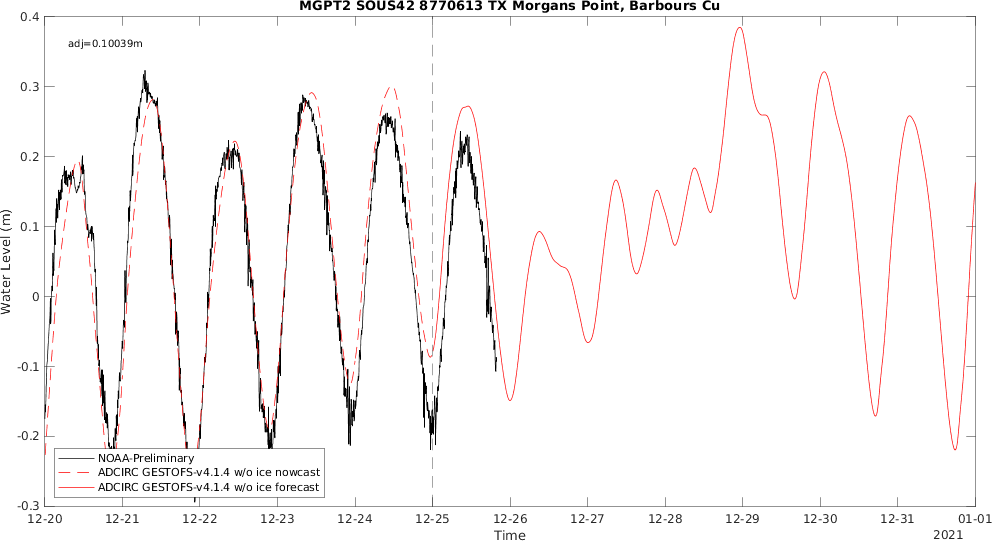 MGPT2 SOUS42 8770613 TX Morgans Point, Barbours Cu
adj=0.10039m
0.4
0.3
0.2
0.1
0
-0.1
-0.2
-0.3
Water Level (m)
NOAA-Preliminary
ADCIRC GESTOFS-v4.1.4 w/o ice nowcast
ADCIRC GESTOFS-v4.1.4 w/o ice forecast
12-20 12-21 12-22 12-23 12-24 12-25 12-26 12-27 12-28 12-29 12-30 12-31 01-01
Time
2021